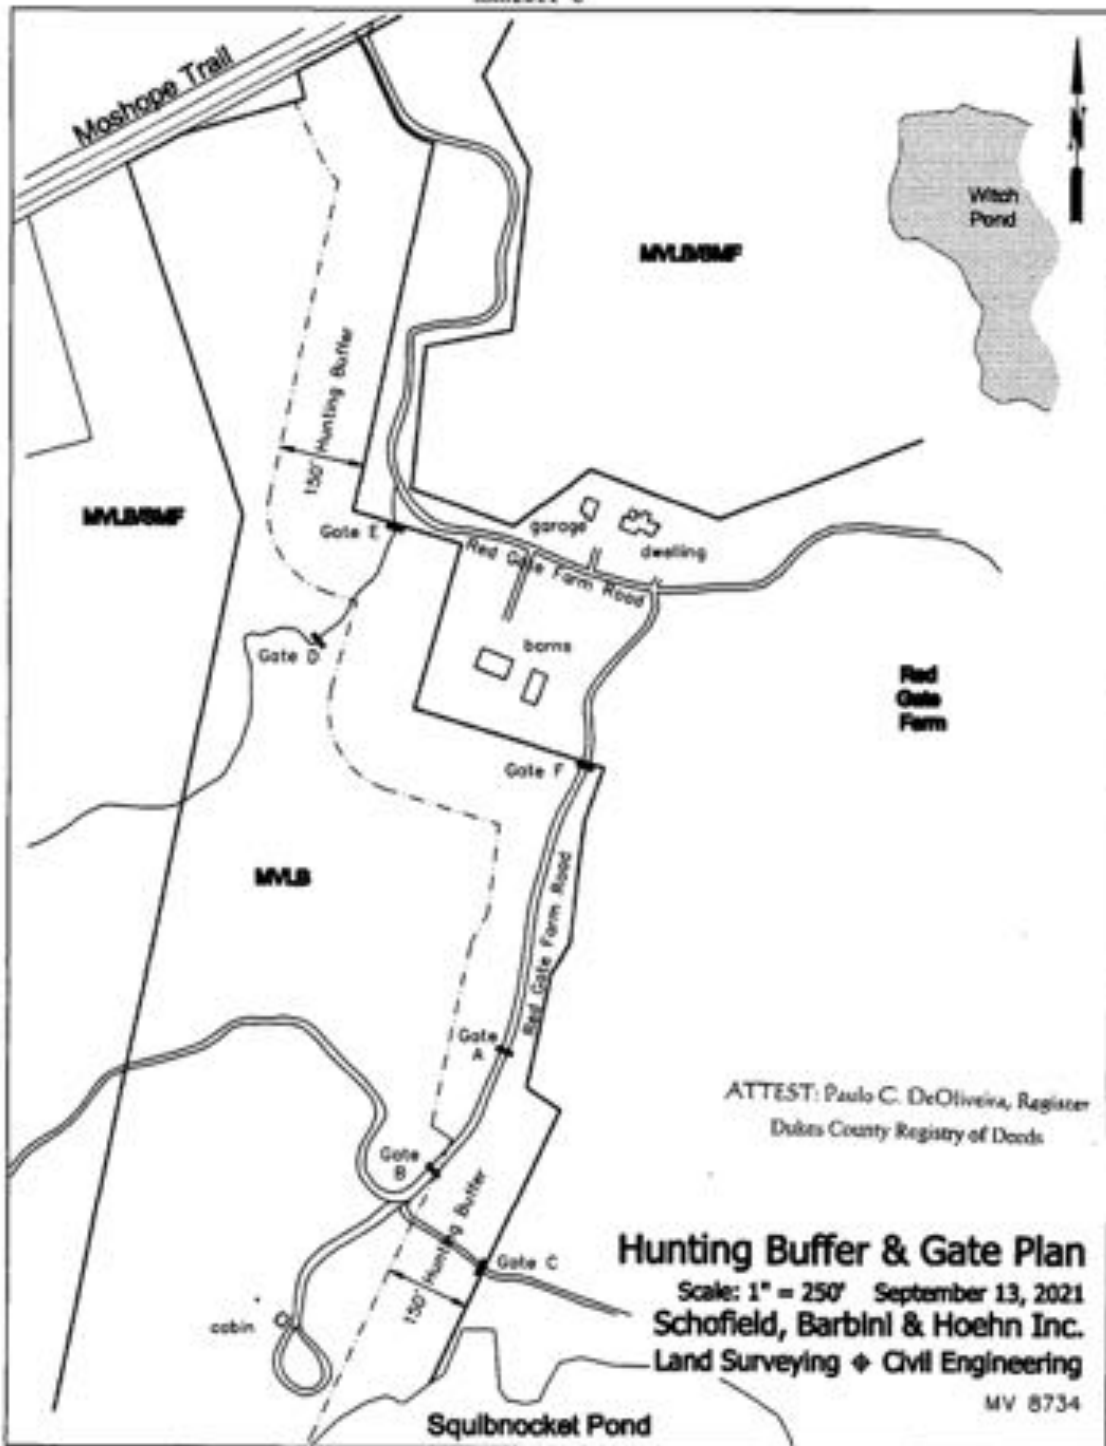 Moshope Trail
Witch
Pond
MVLB/SMF
150' Hunting Buffer
MVLB/SMF
Gate E
garage
dwelling
Red Gate Farm Road
Gate D
barns
Red
Gate
Farm
Gate F
MVLB
Red Gate Farm Road
Gate
A
ATTEST: Paulo C. DeOliveira, Register
Dukes County Registry of Deeds
Gate
B
150' Hunting Buffer
Gate C
Hunting Buffer & Gate Plan
Scale: 1" = 250' September 13, 2021
Schofield, Barbini & Hoehn Inc.
cabin
Land Surveying ⌖ Civil Engineering
MV 8734
Squibnocket Pond